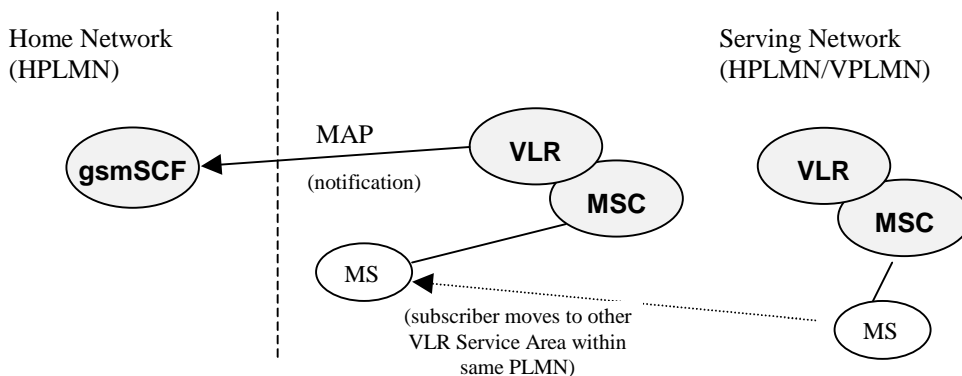 Home Network
(HPLMN)
Serving Network
(HPLMN/VPLMN)
gsmSCF
MAP
(notification)
VLR
MSC
VLR
MSC
MS
MS
(subscriber moves to other
VLR Service Area within
same PLMN)